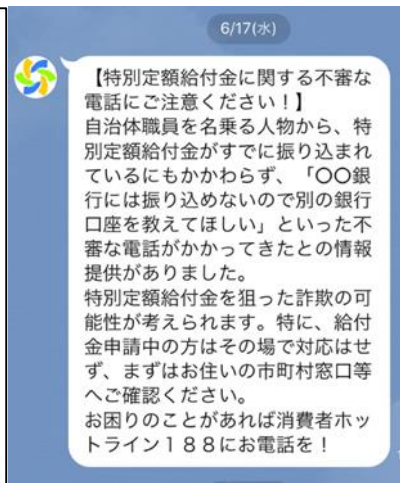 6/17(水)
【特別定額給付金に関する不審な
電話にご注意ください！】
自治体職員を名乗る人物から、特
別定額給付金がすでに振り込まれ
ているにもかかわらず、「〇〇銀
行には振り込めないので別の銀行
口座を教えてほしい」といった不
審な電話がかかってきたとの情報
提供がありました。
特別定額給付金を狙った詐欺の可
能性が考えられます。特に、給付
金申請中の方はその場で対応はせ
ず、まずはお住いの市町村窓口等
へご確認ください。
お困りのことがあれば消費者ホッ
トライン１８８にお電話を！